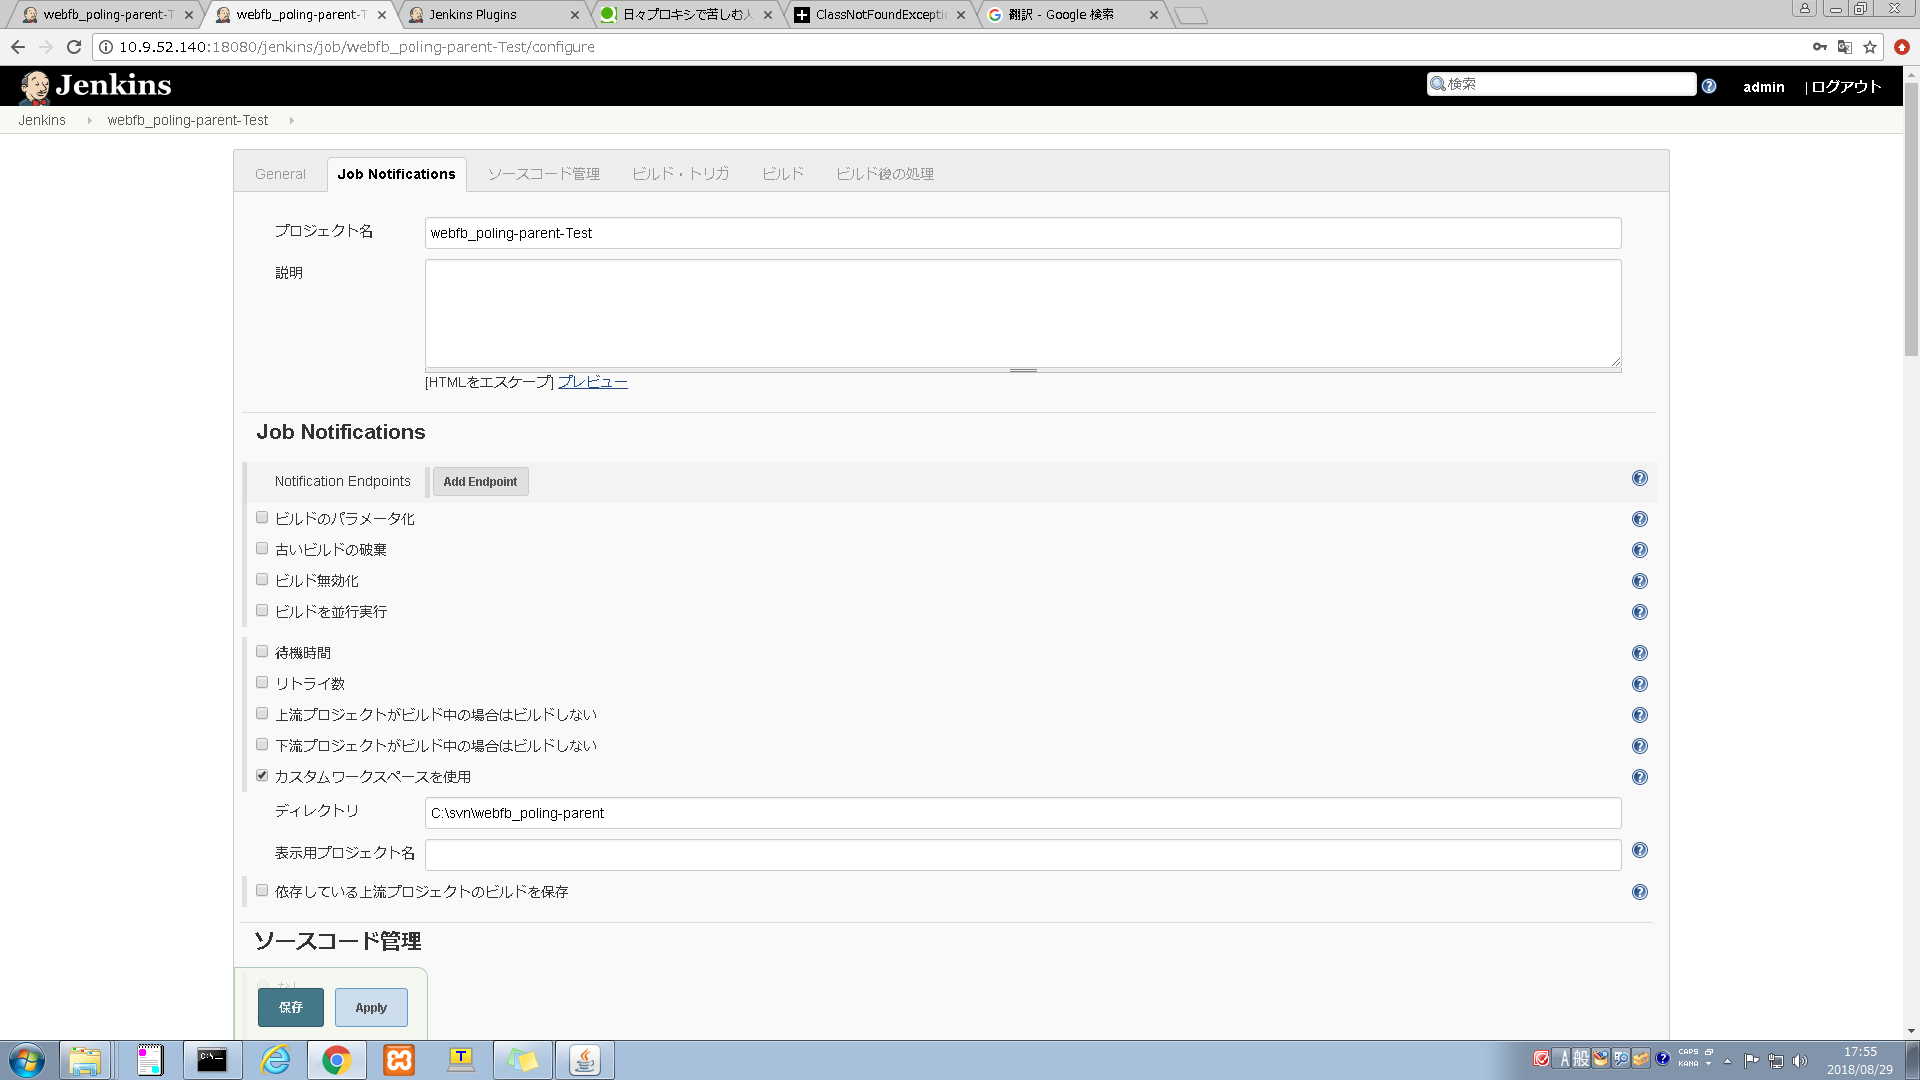 webfb_poling-parent-T
webfb_poling-parent-T
Jenkins Plugins
日々プロキシで苦しむ人
ClassNotFoundExceptio
翻訳 - Google 検索
10.9.52.140:18080/jenkins/job/webfb_poling-parent-Test/configure
Jenkins
検索
admin
| ログアウト
Jenkins
webfb_poling-parent-Test
General
Job Notifications
ソースコード管理
ビルド・トリガ
ビルド
ビルド後の処理
プロジェクト名
webfb_poling-parent-Test
説明
[HTMLをエスケープ] プレビュー
Job Notifications
Notification Endpoints
Add Endpoint
ビルドのパラメータ化
古いビルドの破棄
ビルド無効化
ビルドを並行実行
待機時間
リトライ数
上流プロジェクトがビルド中の場合はビルドしない
下流プロジェクトがビルド中の場合はビルドしない
カスタムワークスペースを使用
ディレクトリ
C:\svn\webfb_poling-parent
表示用プロジェクト名
依存している上流プロジェクトのビルドを保存
ソースコード管理
保存
Apply
A 般
CAPS
KANA
17:55
2018/08/29